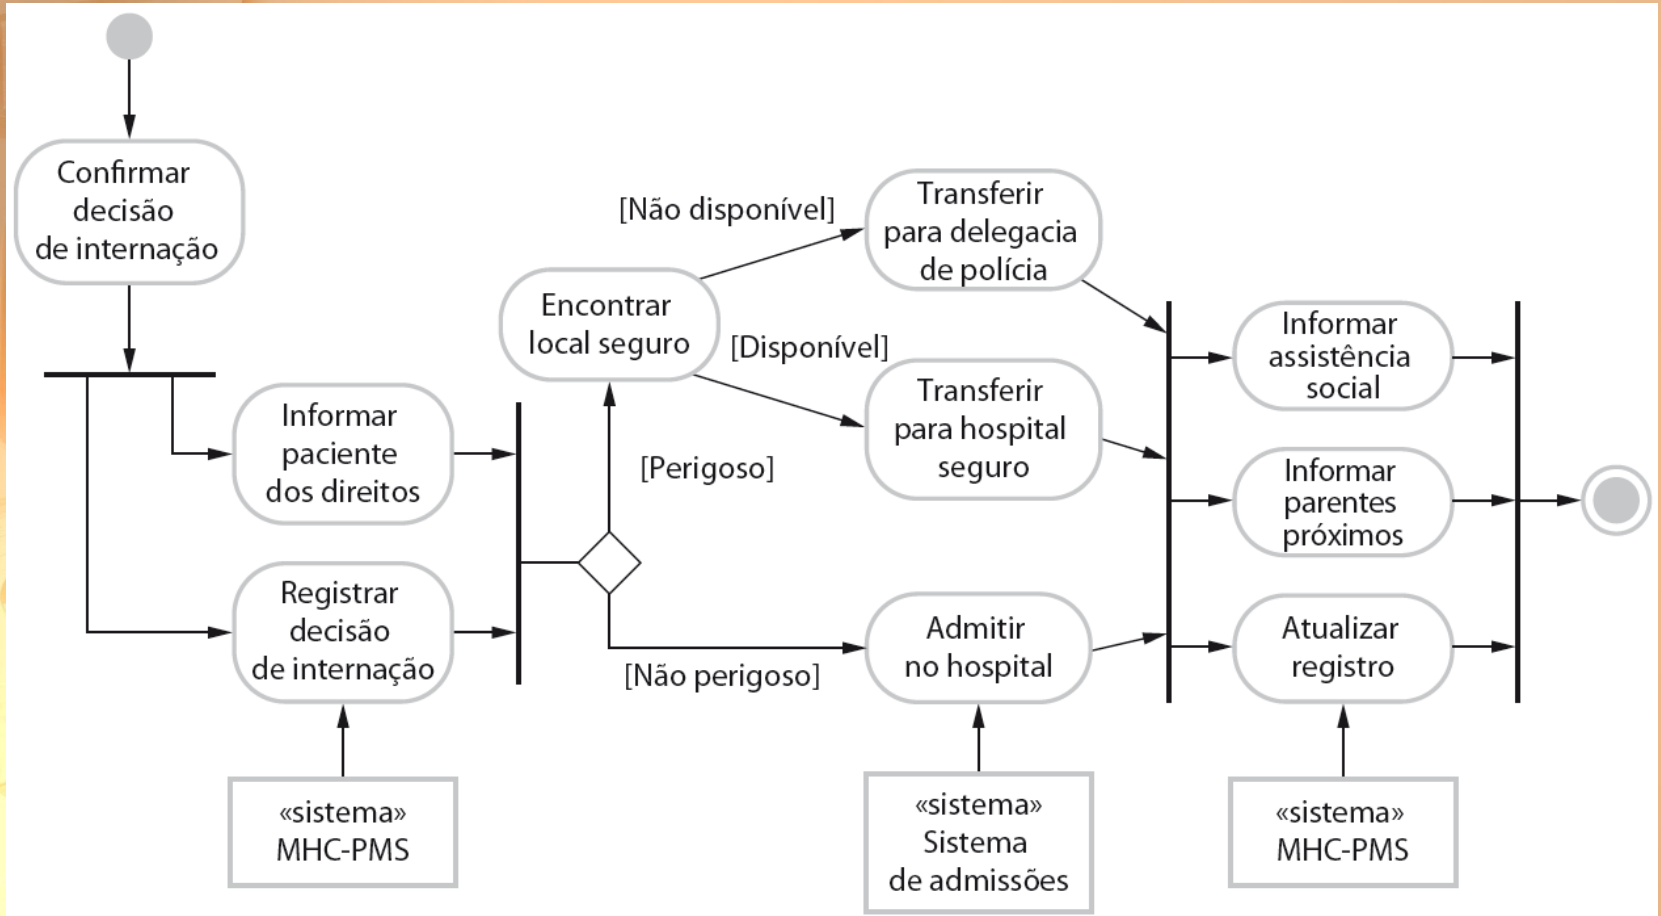 Confirmar
decisão
de internação
Informar
paciente
dos direitos
Registrar
decisão
de internação
«sistema»
MHC-PMS
Encontrar
local seguro
[Perigoso]
[Não perigoso]
[Não disponível]
[Disponível]
Transferir
para delegacia
de polícia
Transferir
para hospital
seguro
Admitir
no hospital
«sistema»
Sistema
de admissões
Informar
assistência
social
Informar
parentes
próximos
Atualizar
registro
«sistema»
MHC-PMS